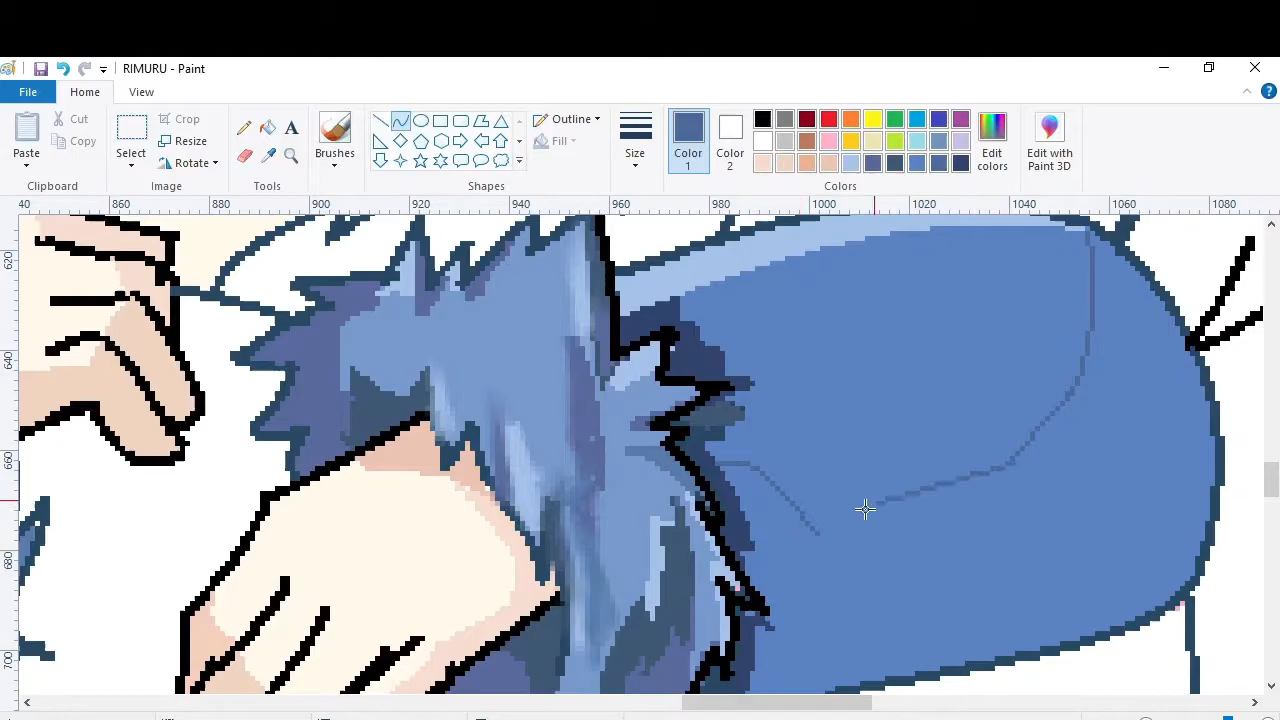 RIMURU - Paint
File
Home
View
Cut
Copy
Paste
Crop
Resize
Rotate
Select
A
Brushes
Outline
Fill
Size
Color
1
Color
2
Edit
colors
Edit with
Paint 3D
Clipboard
Image
Tools
Shapes
Colors
40 860 880 900 920 940 960 980 1000 1020 1040 1060 1080
620
640
660
680
700